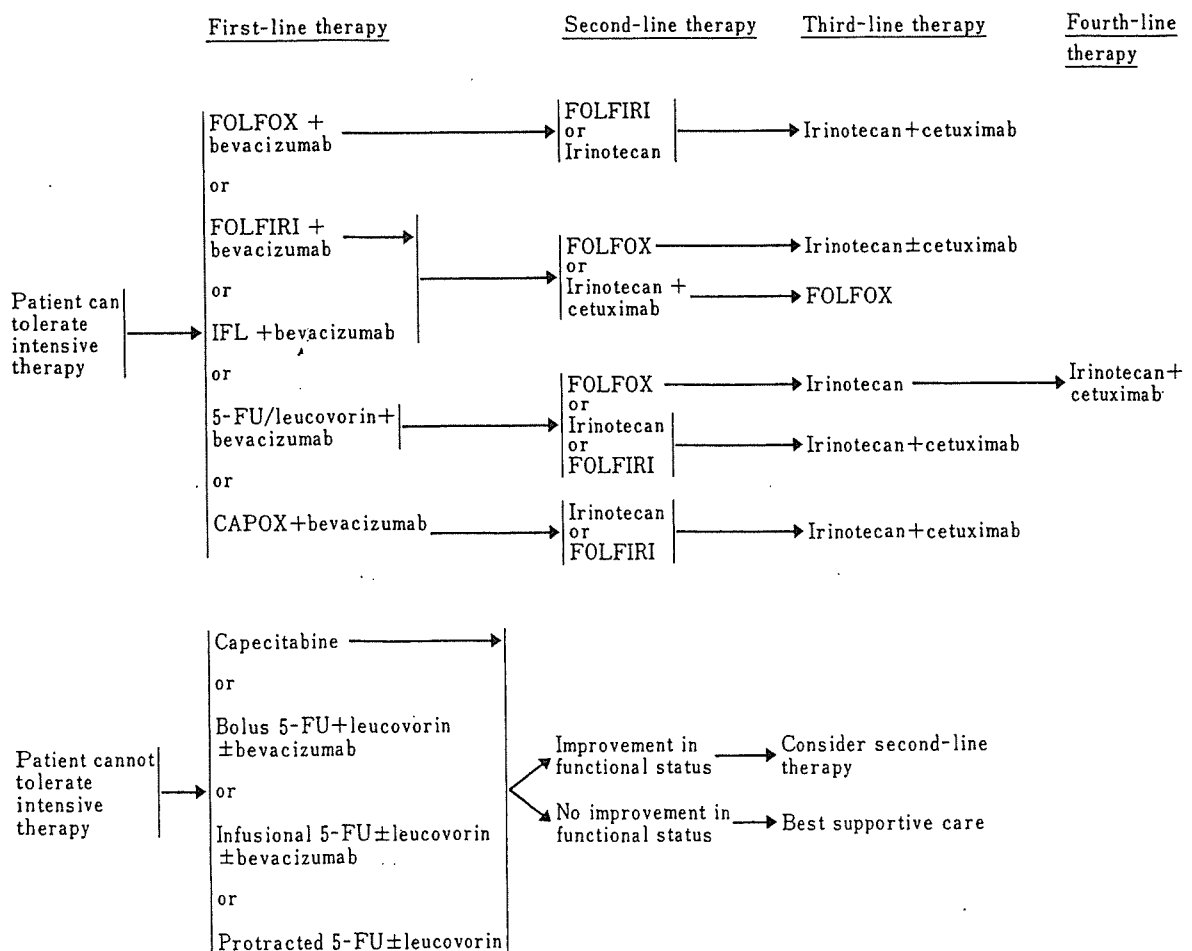 First-line therapy
Second-line therapy
Third-line therapy
Fourth-line
therapy
Patient can
tolerate
intensive
therapy
FOLFOX +
bevacizumab
or
FOLFIRI +
bevacizumab
or
IFL +bevacizumab
or
5-FU/leucovorin+
bevacizumab
or
CAPOX+bevacizumab
FOLFIRI
or
Irinotecan
Irinotecan+cetuximab
FOLFOX
or
Irinotecan +
cetuximab
Irinotecan±cetuximab
FOLFOX
FOLFOX
or
Irinotecan
or
FOLFIRI
Irinotecan
Irinotecan+
cetuximab
Irinotecan+cetuximab
Irinotecan
or
FOLFIRI
Irinotecan+cetuximab
Patient cannot
tolerate
intensive
therapy
Capecitabine
or
Bolus 5-FU+leucovorin
±bevacizumab
or
Infusional 5-FU±leucovorin
±bevacizumab
or
Protracted 5-FU±leucovorin
Improvement in
functional status
Consider second-line
therapy
No improvement in
functional status
Best supportive care